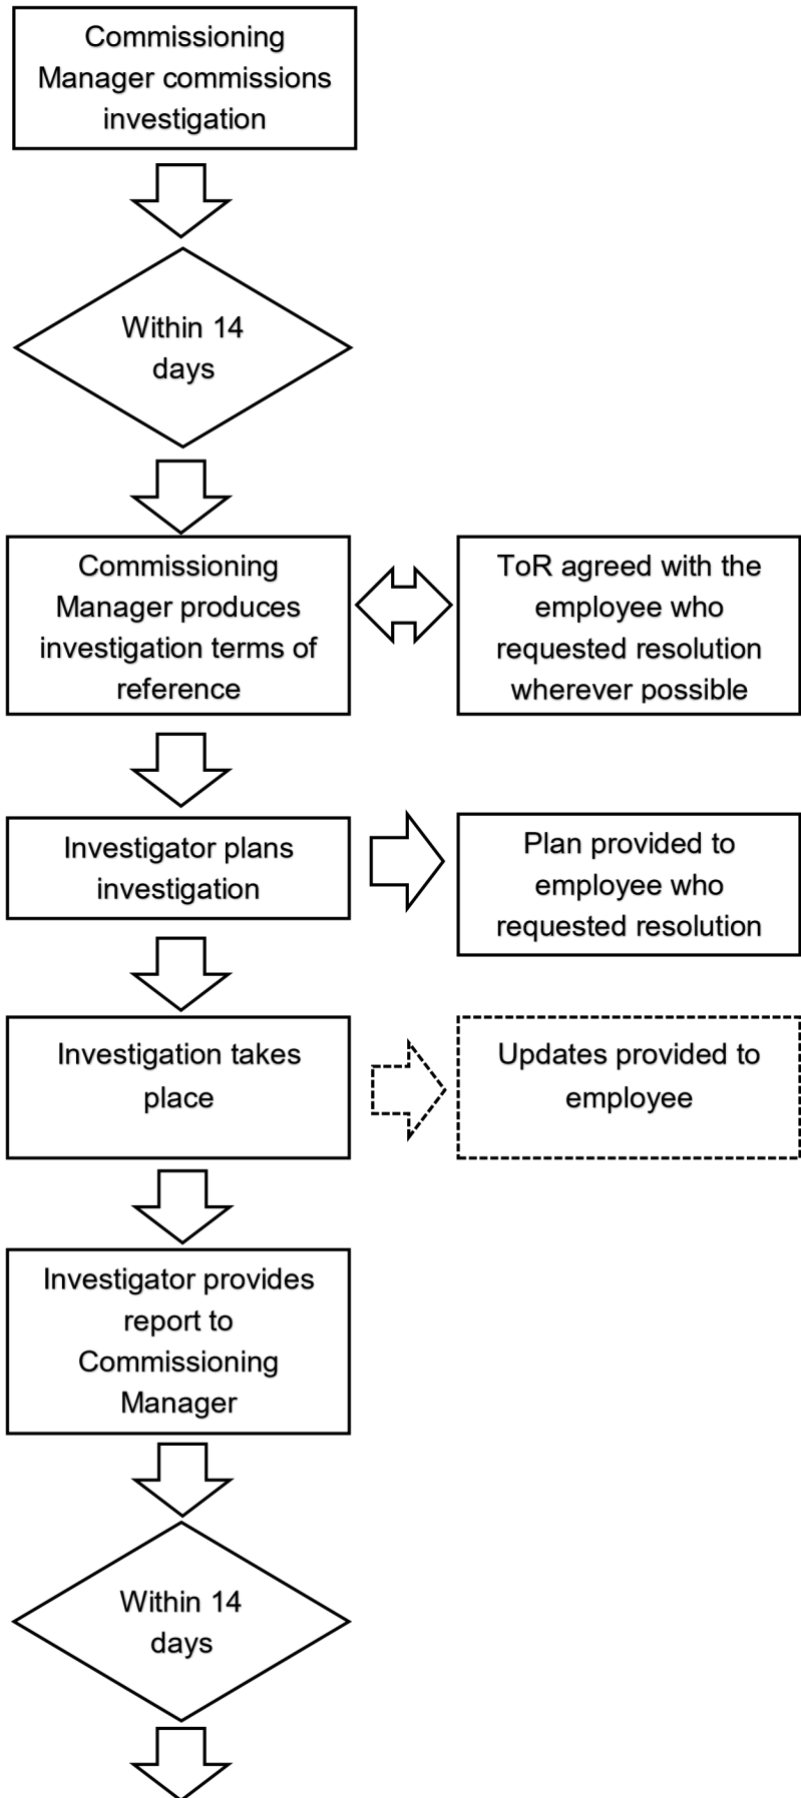 Commissioning
Manager commissions
investigation
Within 14
days
Commissioning
Manager produces
investigation terms of
reference
ToR agreed with the
employee who
requested resolution
wherever possible
Investigator plans
investigation
Plan provided to
employee who
requested resolution
Investigation takes
place
Updates provided to
employee
Investigator provides
report to
Commissioning
Manager
Within 14
days